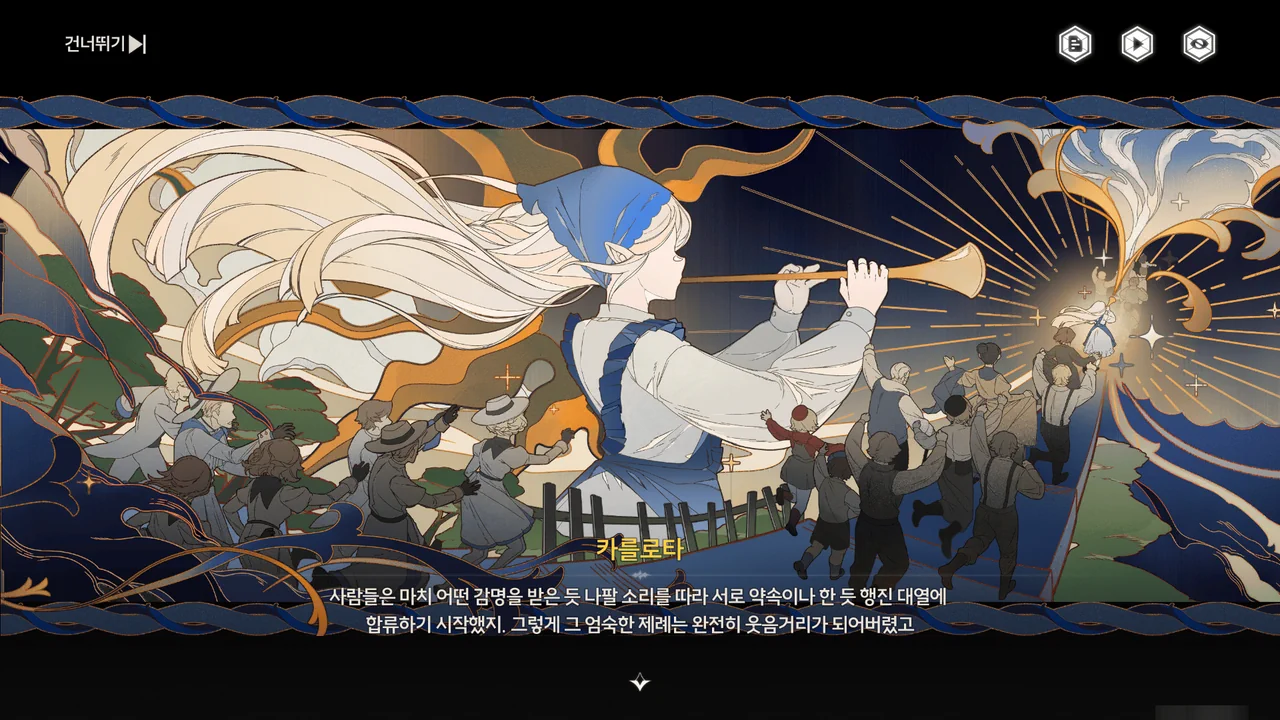 건너뛰기
카를로타
사람들은 마치 어떤 감명을 받은 듯 나팔 소리를 따라 서로 약속이나 한 듯 행진 대열에
합류하기 시작했지. 그렇게 그 엄숙한 제례는 완전히 웃음거리가 되어버렸고